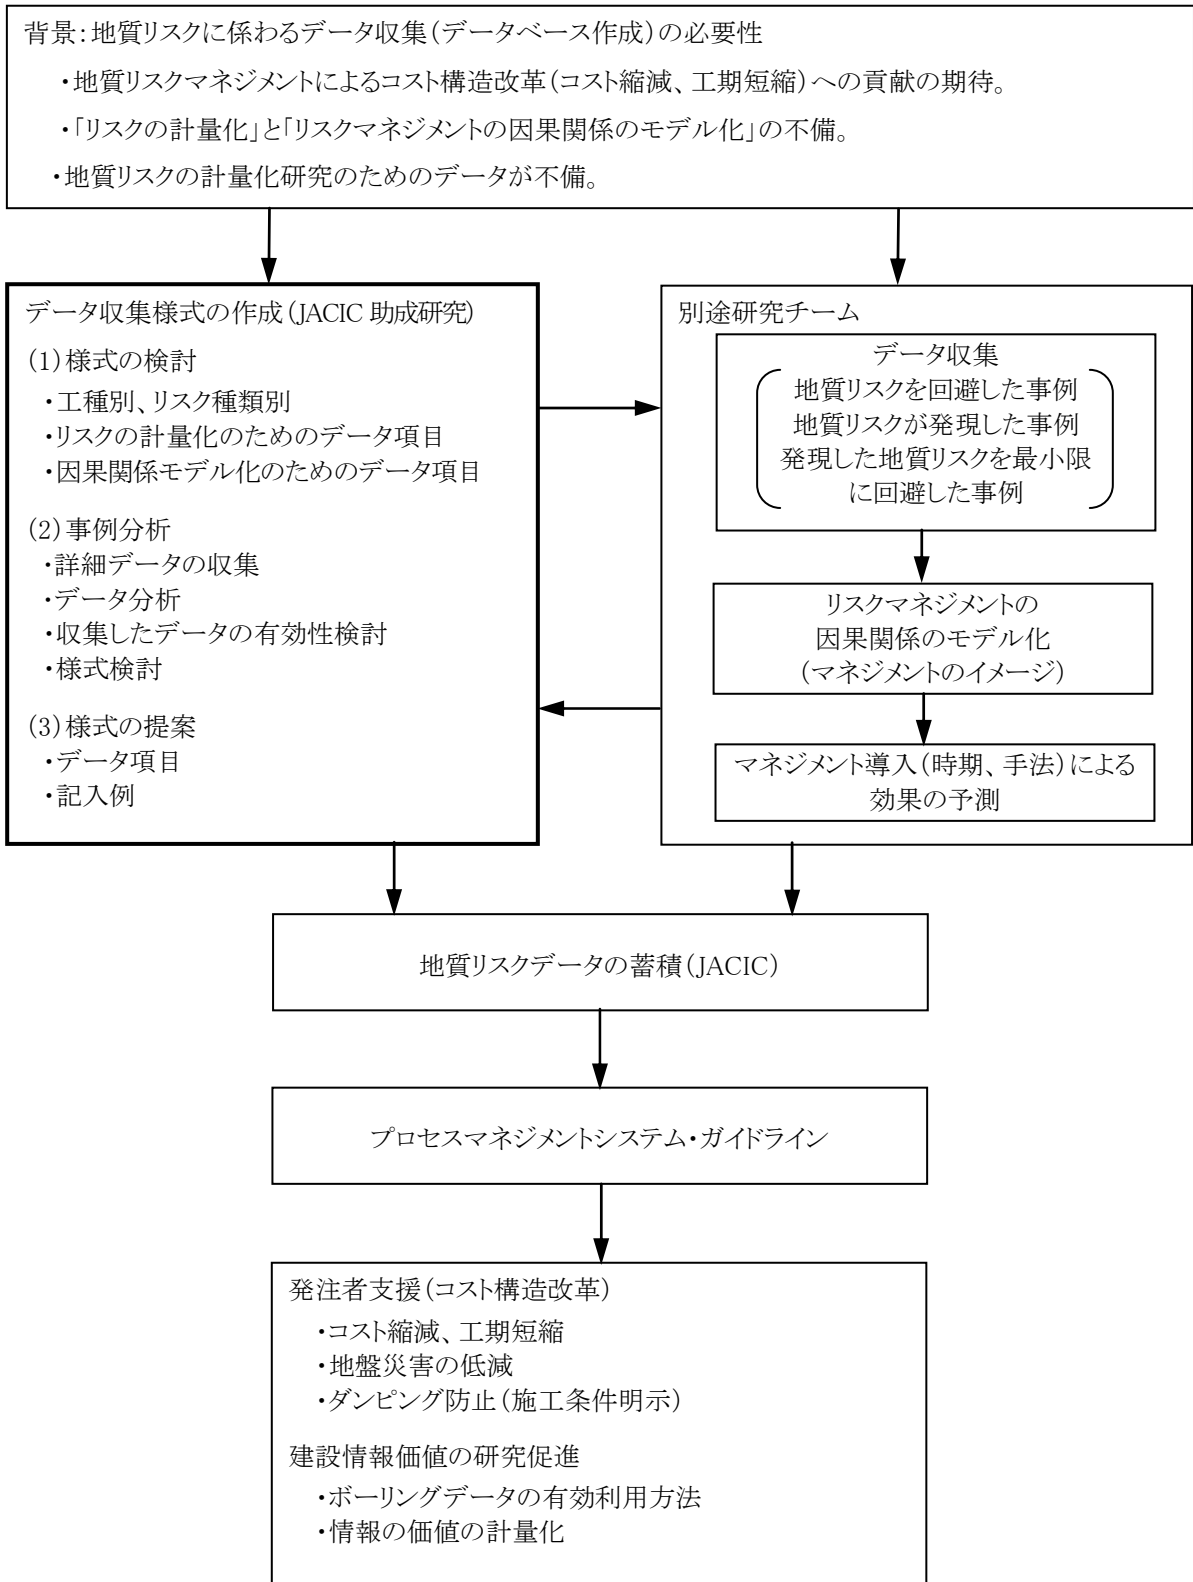 背景：地質リスクに係わるデータ収集（データベース作成）の必要性
・地質リスクマネジメントによるコスト構造改革（コスト縮減、工期短縮）への貢献の期待。
・「リスクの計量化」と「リスクマネジメントの因果関係のモデル化」の不備。
・地質リスクの計量化研究のためのデータが不備。
データ収集様式の作成（JACIC 助成研究）
(1)様式の検討
・工種別、リスク種類別
・リスクの計量化のためのデータ項目
・因果関係モデル化のためのデータ項目
(2)事例分析
・詳細データの収集
・データ分析
・収集したデータの有効性検討
・様式検討
(3)様式の提案
・データ項目
・記入例
別途研究チーム
データ収集
地質リスクを回避した事例
地質リスクが発現した事例
発現した地質リスクを最小限
に回避した事例
リスクマネジメントの
因果関係のモデル化
（マネジメントのイメージ）
マネジメント導入（時期、手法）による
効果の予測
地質リスクデータの蓄積（JACIC）
プロセスマネジメントシステム・ガイドライン
発注者支援（コスト構造改革）
・コスト縮減、工期短縮
・地盤災害の低減
・ダンピング防止（施工条件明示）
建設情報価値の研究促進
・ボーリングデータの有効利用方法
・情報の価値の計量化